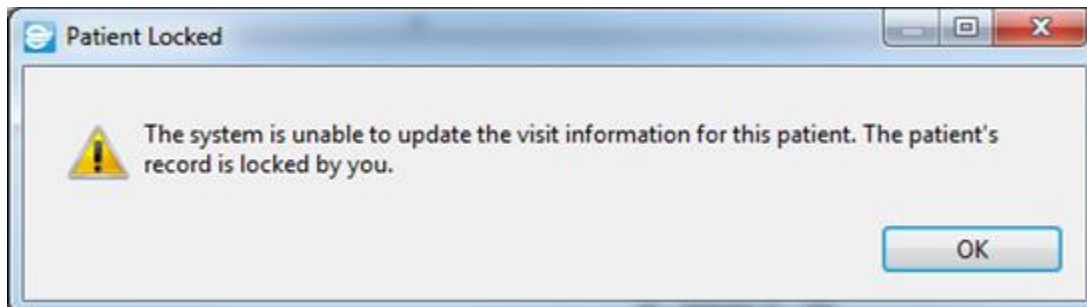 Patient Locked
The system is unable to update the visit information for this patient. The patient's
record is locked by you.
OK